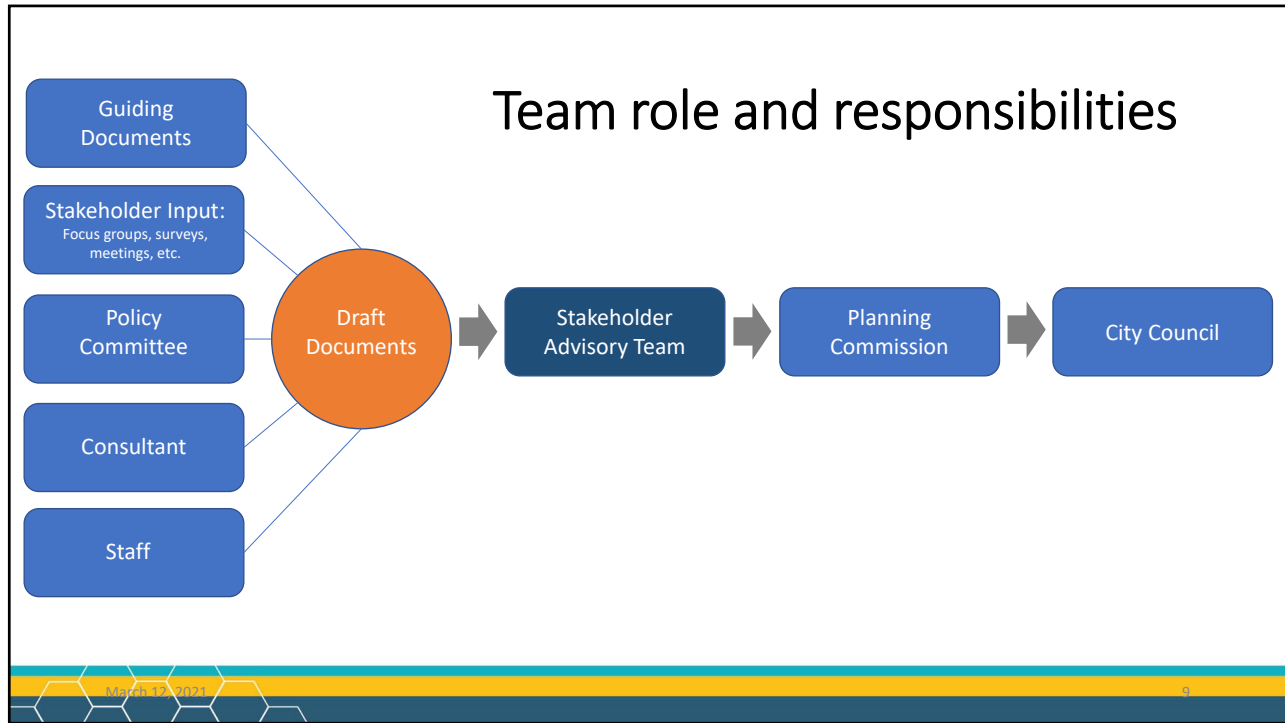 Team role and responsibilities
Guiding
Documents
Stakeholder Input:
Focus groups, surveys,
meetings, etc.
Policy
Committee
Consultant
Staff
Draft
Documents
Stakeholder
Advisory Team
Planning
Commission
City Council
March 12, 2021
9